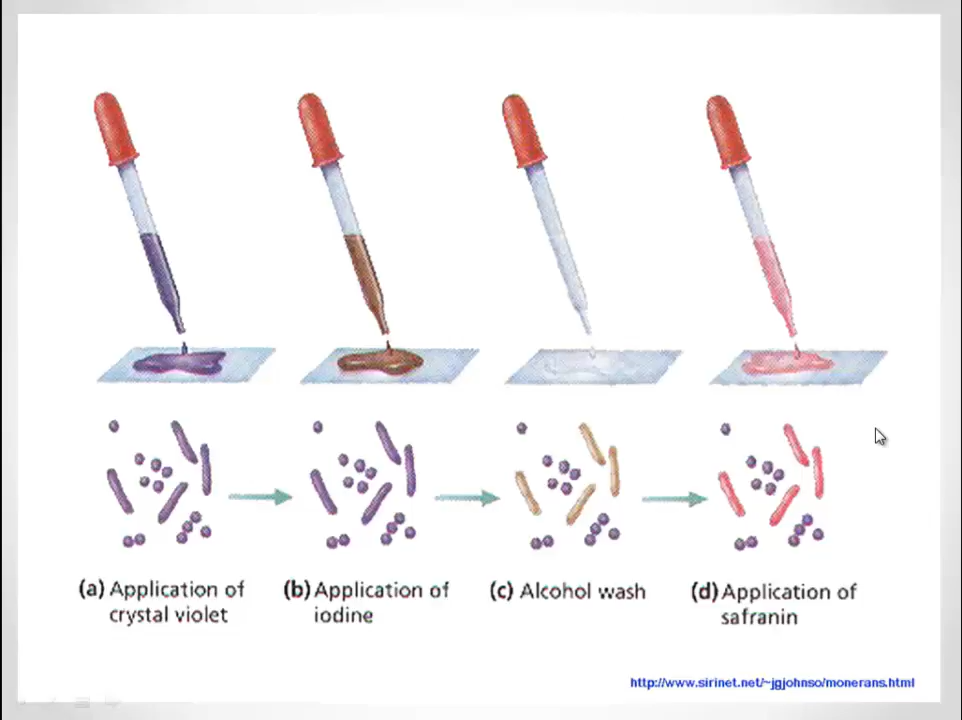 (a) Application of
crystal violet
(b) Application of
iodine
(c) Alcohol wash
(d) Application of
safranin
http://www.sirinet.net/~jgjohnso/monerans.html